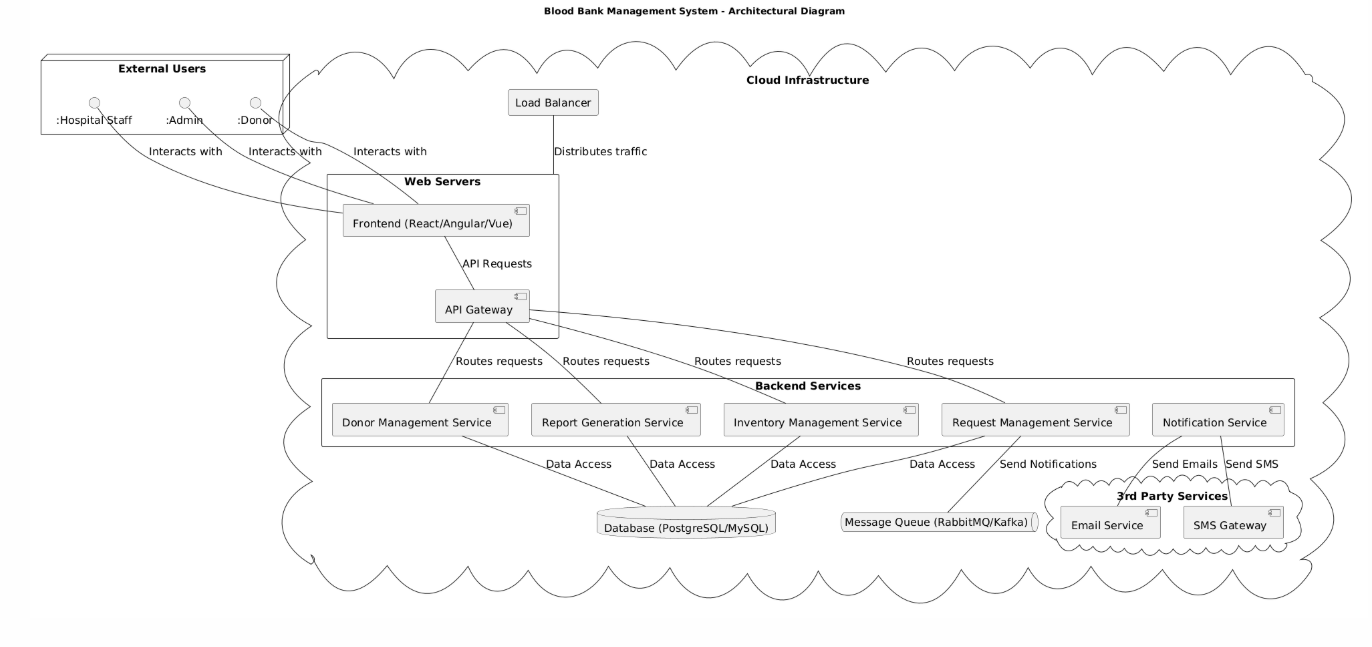 Blood Bank Management System - Architectural Diagram
External Users
Cloud Infrastructure
Load Balancer
:Hospital Staff
:Admin
:Donor
Interacts with
Interacts with
Interacts with
Distributes traffic
Web Servers
Frontend (React/Angular/Vue)
API Requests
API Gateway
Routes requests
Routes requests
Routes requests
Routes requests
Backend Services
Donor Management Service
Report Generation Service
Inventory Management Service
Request Management Service
Notification Service
Data Access
Data Access
Data Access
Data Access
Send Notifications
Send Emails
Send SMS
3rd Party Services
Database (PostgreSQL/MySQL)
Message Queue (RabbitMQ/Kafka)
Email Service
SMS Gateway